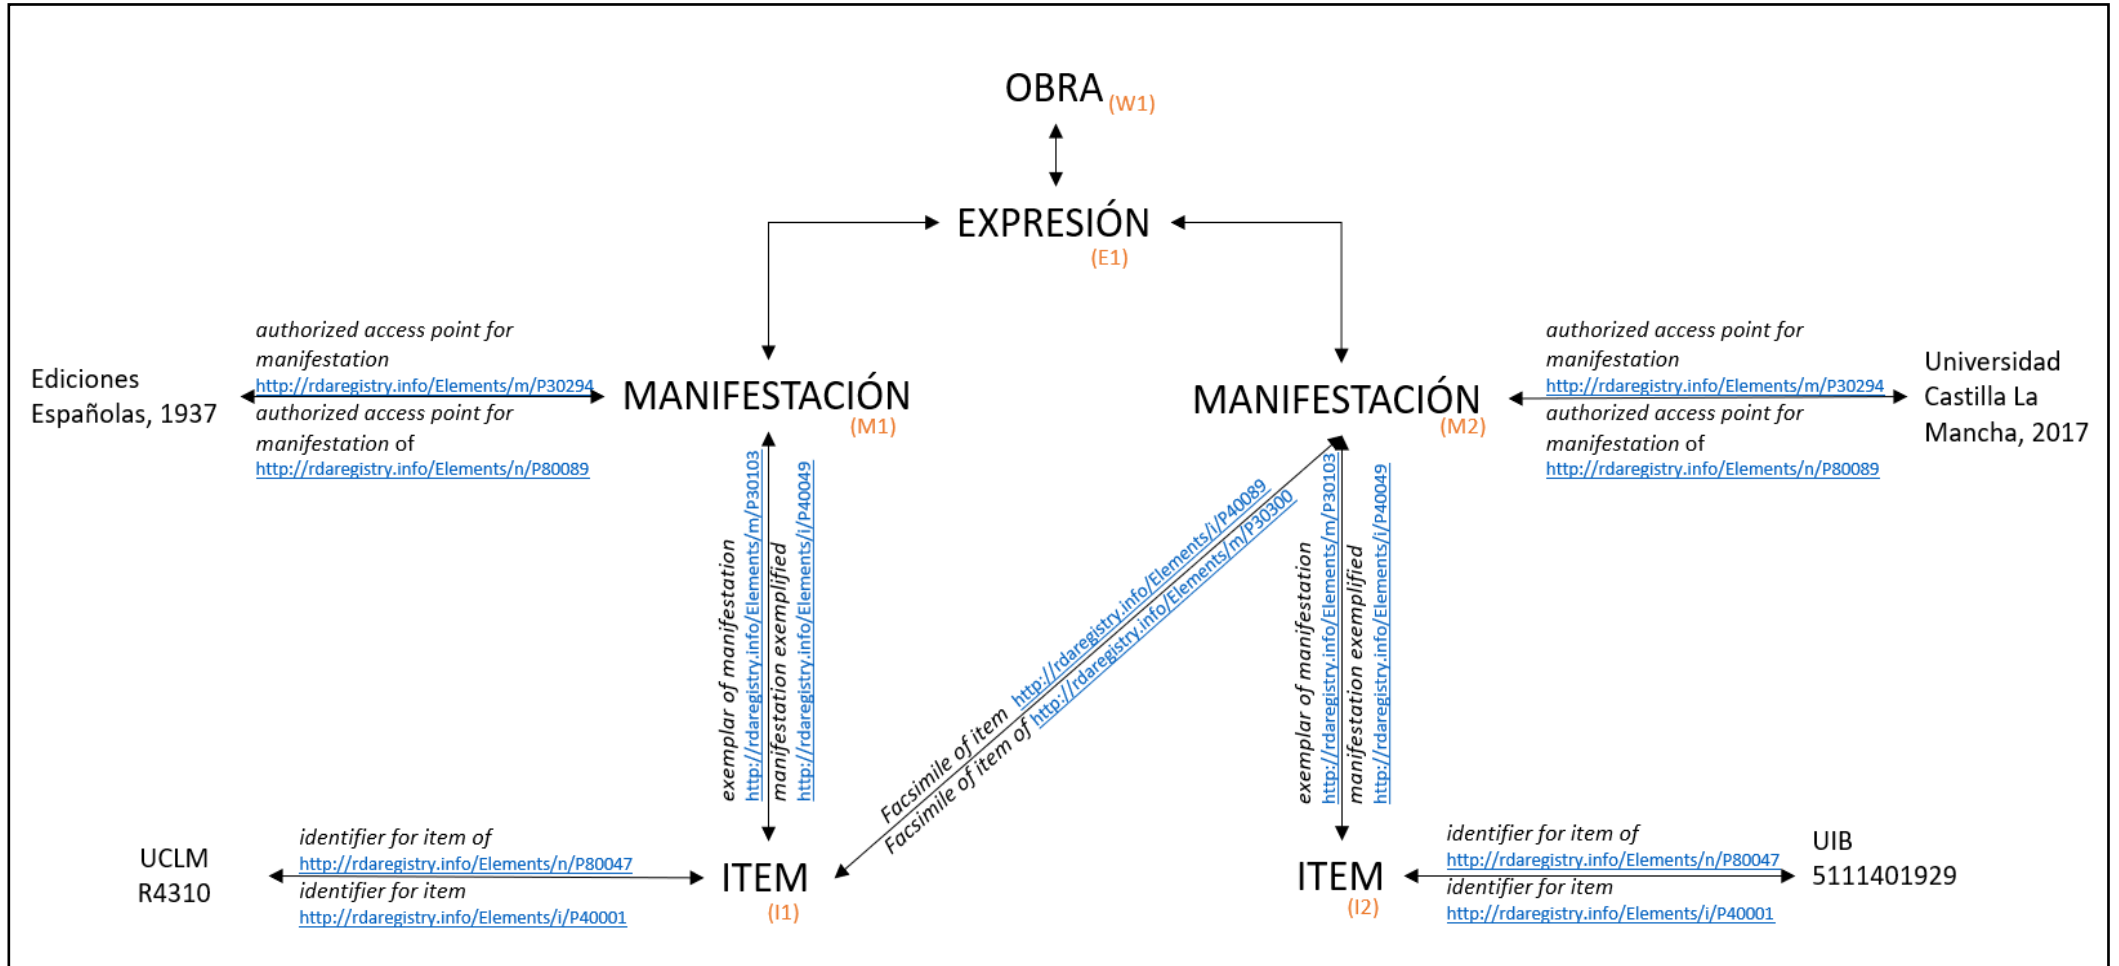 OBRA (W1)
EXPRESIÓN
(E1)
Ediciones
Españolas, 1937
authorized access point for
manifestation
http://rdaregistry.info/Elements/m/P30294
authorized access point for
manifestation of
http://rdaregistry.info/Elements/n/P80089
MANIFESTACIÓN
(M1)
MANIFESTACIÓN
(M2)
authorized access point for
manifestation
http://rdaregistry.info/Elements/m/P30294
authorized access point for
manifestation of
http://rdaregistry.info/Elements/n/P80089
Universidad
Castilla La
Mancha, 2017
exemplar of manifestation
http://rdaregistry.info/Elements/m/P30103
manifestation exemplified
http://rdaregistry.info/Elements/i/P40049
Facsimile of item http://rdaregistry.info/Elements/i/P40089
Facsimile of item of http://rdaregistry.info/Elements/m/P30300
exemplar of manifestation
http://rdaregistry.info/Elements/m/P30103
manifestation exemplified
http://rdaregistry.info/Elements/i/P40049
UCLM
R4310
identifier for item of
http://rdaregistry.info/Elements/n/P80047
identifier for item
http://rdaregistry.info/Elements/i/P40001
ITEM
(I1)
ITEM
(I2)
identifier for item of
http://rdaregistry.info/Elements/n/P80047
identifier for item
http://rdaregistry.info/Elements/i/P40001
UIB
5111401929